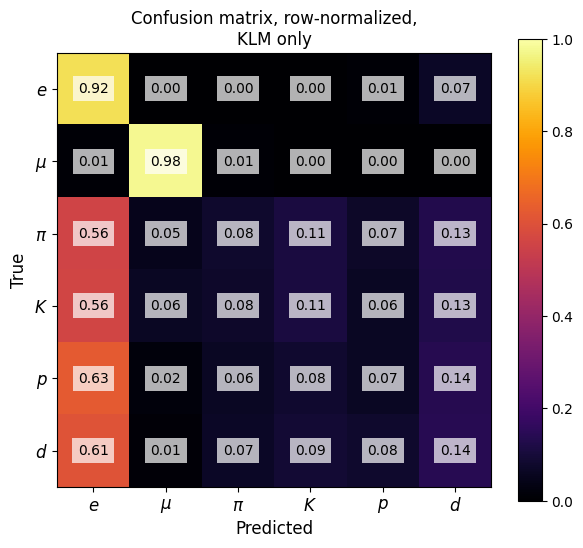 Confusion matrix, row-normalized,
KLM only
True
e 0.92 0.00 0.00 0.00 0.01 0.07
μ 0.01 0.98 0.01 0.00 0.00 0.00
π 0.56 0.05 0.08 0.11 0.07 0.13
K 0.56 0.06 0.08 0.11 0.06 0.13
p 0.63 0.02 0.06 0.08 0.07 0.14
d 0.61 0.01 0.07 0.09 0.08 0.14
e μ π K p d
Predicted
1.0
0.8
0.6
0.4
0.2
0.0